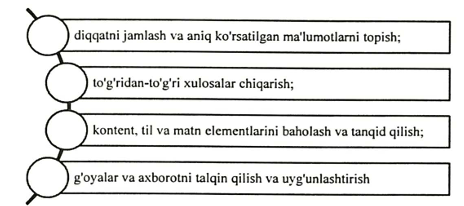 diqqatni jamlash va aniq ko'rsatilgan ma'lumotlarni topish;
to'g'ridan-to'g'ri xulosalar chiqarish;
kontent, til va matn elementlarini baholash va tanqid qilish;
g'oyalar va axborotni talqin qilish va uyg'unlashtirish